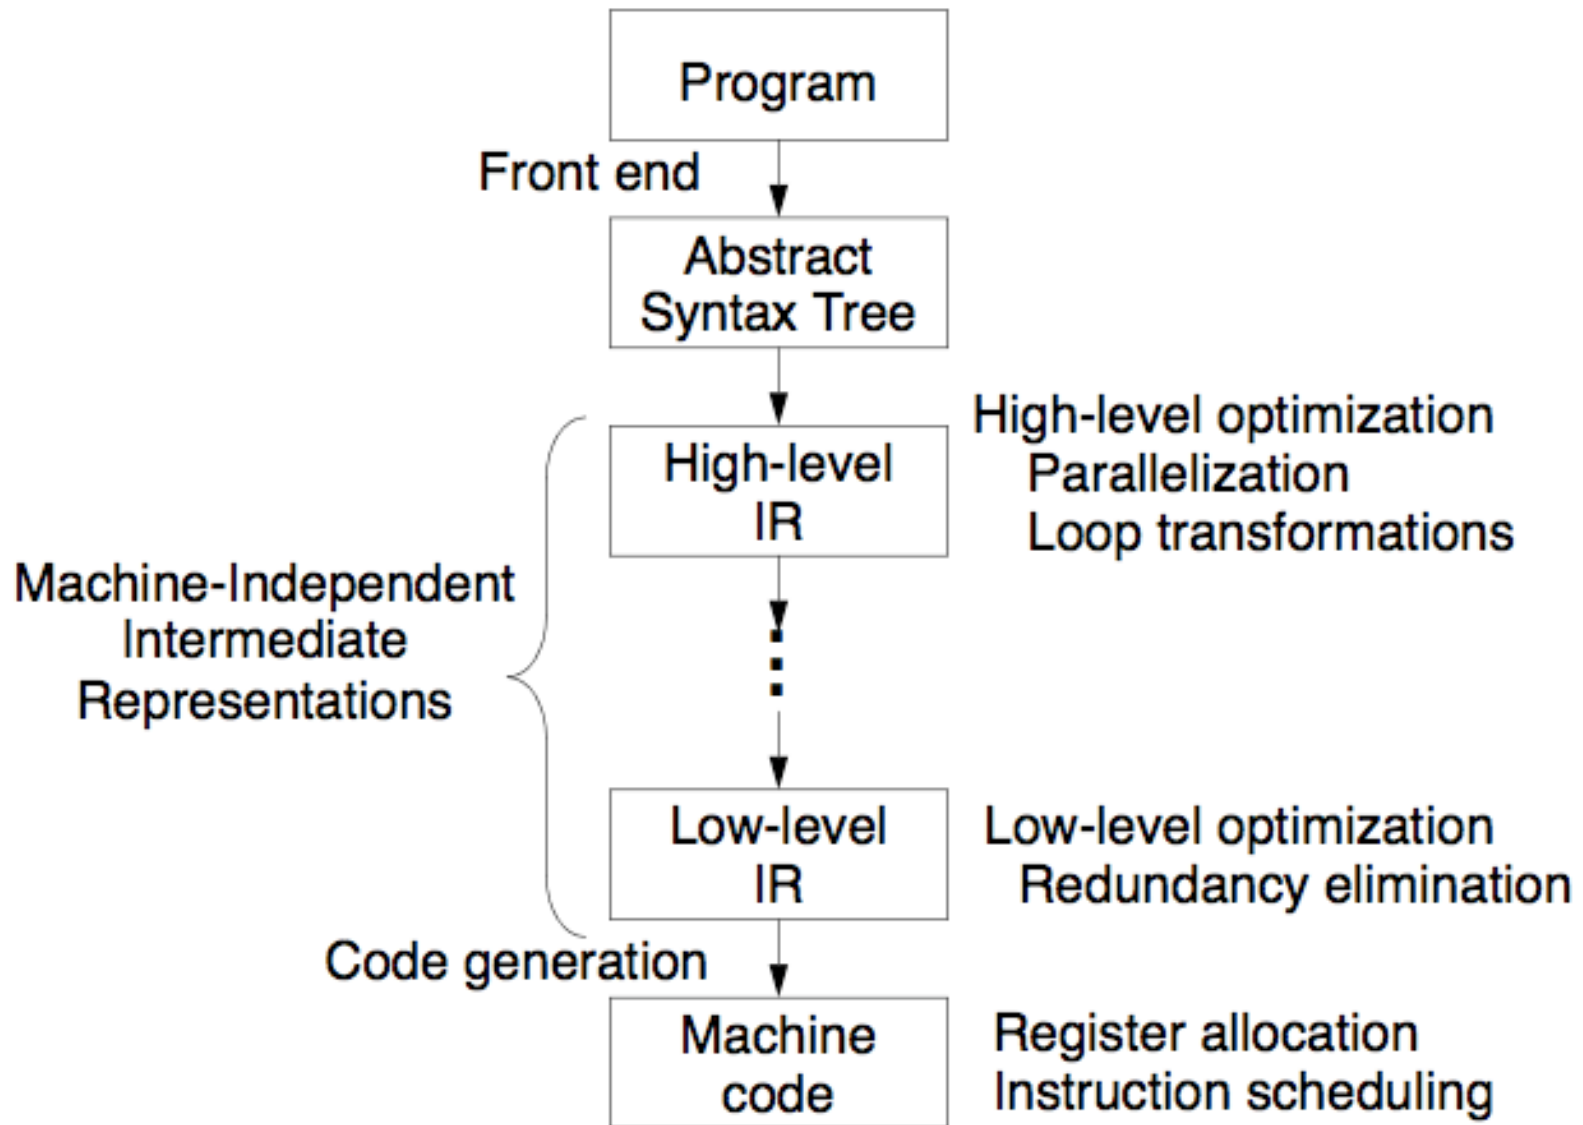 Program
Front end
Abstract
Syntax Tree
High-level optimization
Parallelization
Loop transformations
High-level
IR
Machine-Independent
Intermediate
Representations
Low-level
IR
Low-level optimization
Redundancy elimination
Code generation
Machine
code
Register allocation
Instruction scheduling